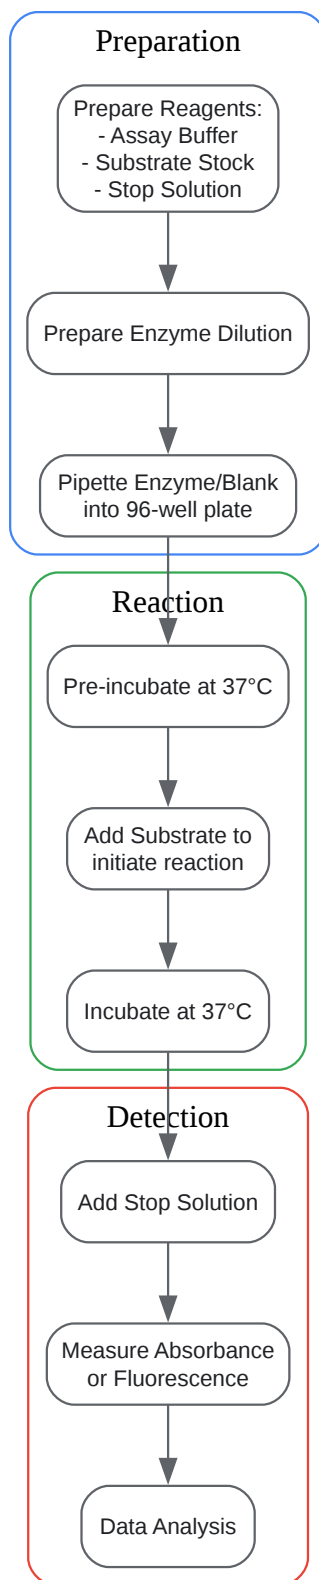 Preparation
Prepare Reagents:
- Assay Buffer
- Substrate Stock
- Stop Solution
Prepare Enzyme Dilution
Pipette Enzyme/Blank
into 96-well plate
Reaction
Pre-incubate at 37°C
Add Substrate to
initiate reaction
Incubate at 37°C
Detection
Add Stop Solution
Measure Absorbance
or Fluorescence
Data Analysis